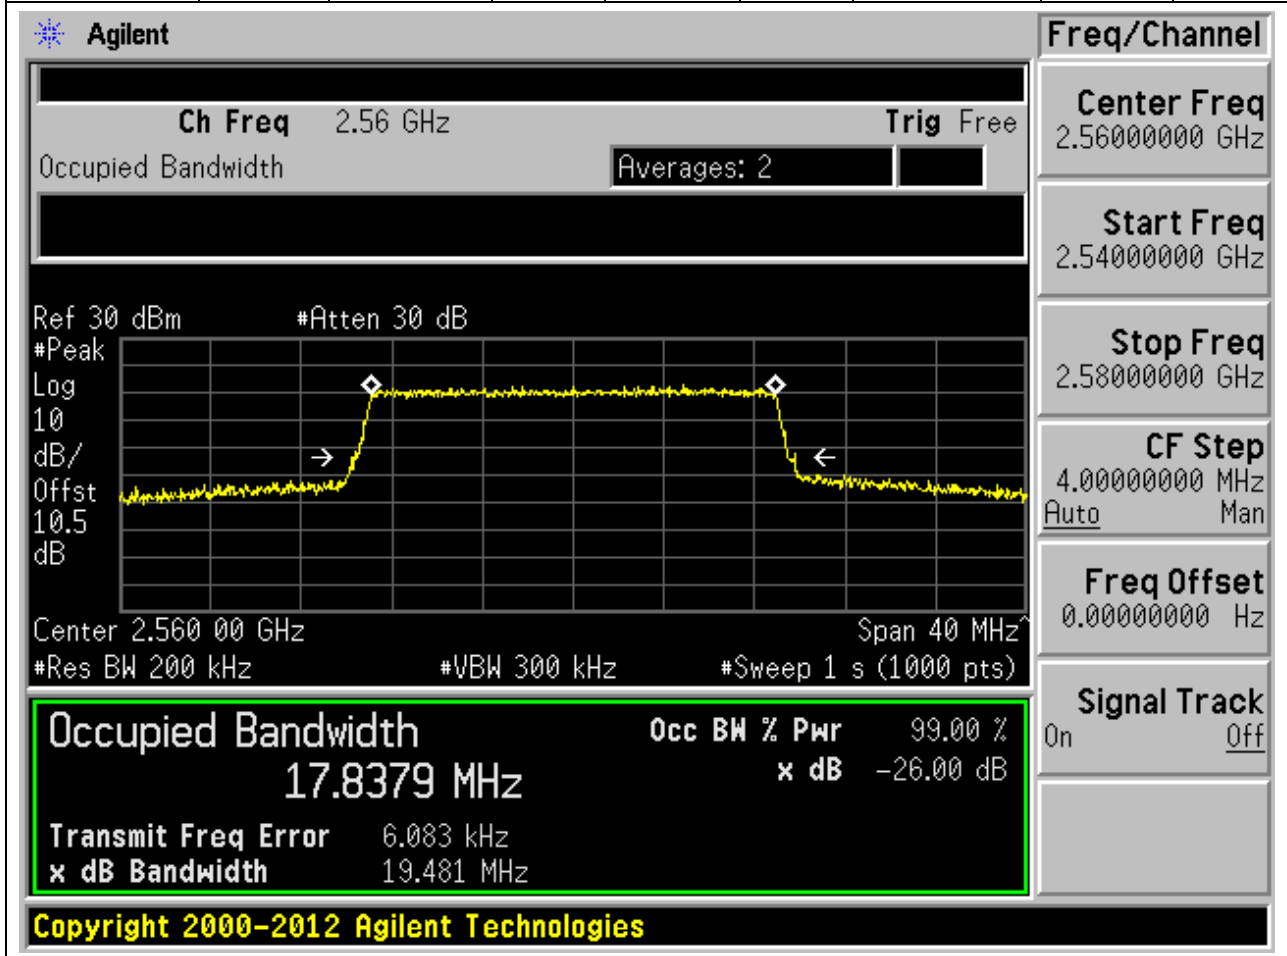 Agilent
Freq/Channel
Ch Freq 2.56 GHz Trig Free
Occupied Bandwidth Averages: 2
Ref 30 dBm #Atten 30 dB
#Peak
Log
10
dB/
Offst
10.5
dB
Center 2.560 00 GHz Span 40 MHz^
#Res BW 200 kHz #VBW 300 kHz #Sweep 1 s (1000 pts)
Occupied Bandwidth Occ BW % Pwr 99.00 %
17.8379 MHz x dB -26.00 dB
Transmit Freq Error 6.083 kHz
x dB Bandwidth 19.481 MHz
Copyright 2000-2012 Agilent Technologies
Center Freq
2.56000000 GHz
Start Freq
2.54000000 GHz
Stop Freq
2.58000000 GHz
CF Step
4.00000000 MHz
Auto Man
Freq Offset
0.00000000 Hz
Signal Track
On Off